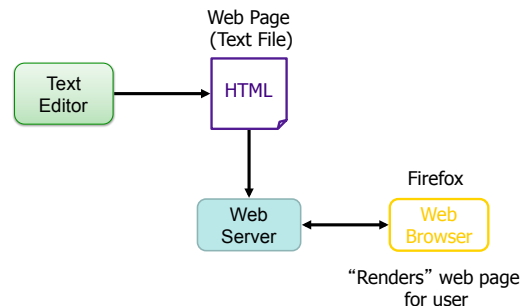 Web Page
(Text File)
Text
Editor
HTML
Firefox
Web
Server
Web
Browser
“Renders” web page
for user